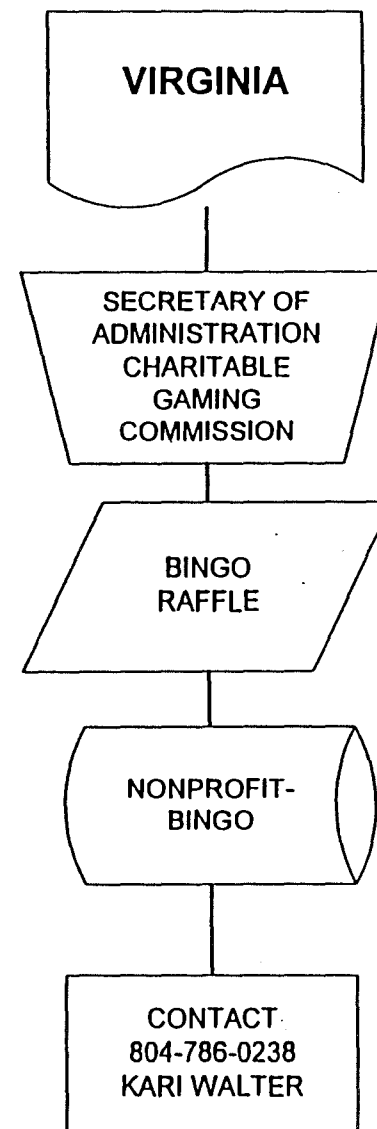 VIRGINIA
SECRETARY OF
ADMINISTRATION
CHARITABLE
GAMING
COMMISSION
BINGO
RAFFLE
NONPROFIT-
BINGO
CONTACT
804-786-0238
KARI WALTER